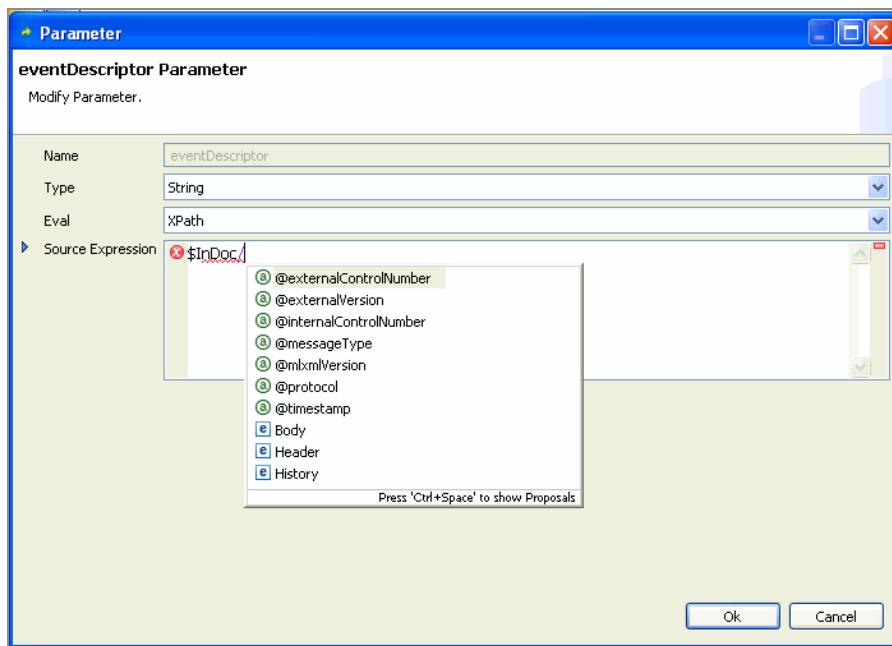 Parameter
eventDescriptor Parameter
Modify Parameter.
Name eventDescriptor
Type String
Eval XPath
Source Expression $InDoc/
@externalControlNumber
@externalVersion
@internalControlNumber
@messageType
@mlxmlVersion
@protocol
@timestamp
Body
Header
History
Press 'Ctrl+Space' to show Proposals
Ok Cancel